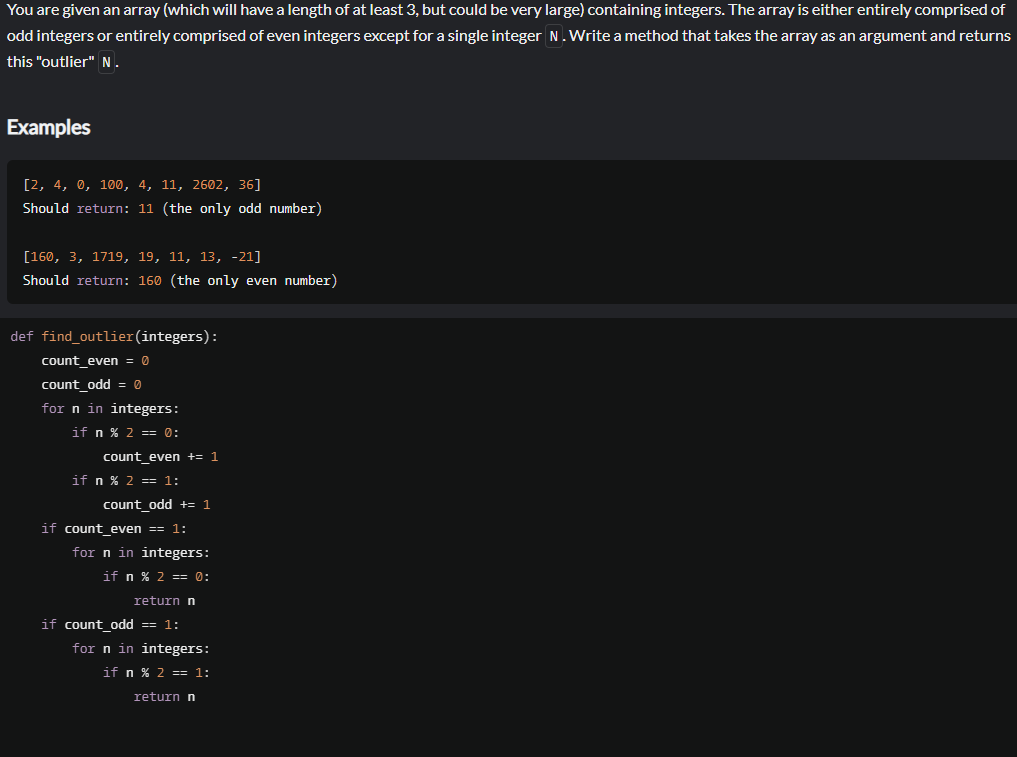 You are given an array (which will have a length of at least 3, but could be very large) containing integers. The array is either entirely comprised of
odd integers or entirely comprised of even integers except for a single integer N. Write a method that takes the array as an argument and returns
this "outlier" N.
Examples
[2, 4, 0, 100, 4, 11, 2602, 36]
Should return: 11 (the only odd number)
[160, 3, 1719, 19, 11, 13, -21]
Should return: 160 (the only even number)
def find_outlier(integers):
    count_even = 0
    count_odd = 0
    for n in integers:
        if n % 2 == 0:
            count_even += 1
        if n % 2 == 1:
            count_odd += 1
    if count_even == 1:
        for n in integers:
            if n % 2 == 0:
                return n
    if count_odd == 1:
        for n in integers:
            if n % 2 == 1:
                return n